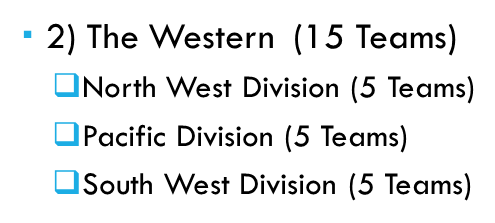 2) The Western (15 Teams)
North West Division (5 Teams)
Pacific Division (5 Teams)
South West Division (5 Teams)